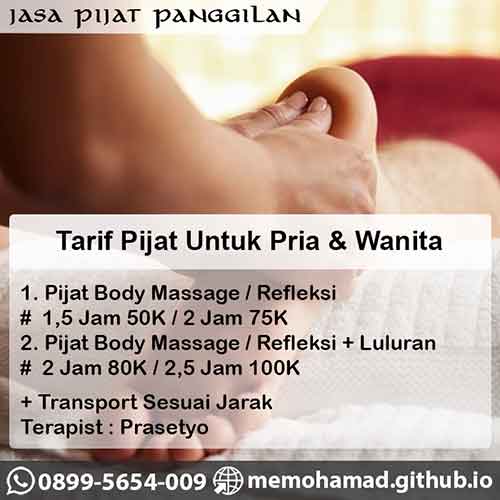 JASA PIJAT PANGGILAN
Tarif Pijat Untuk Pria & Wanita
1. Pijat Body Massage / Refleksi
# 1,5 Jam 50K / 2 Jam 75K
2. Pijat Body Massage / Refleksi + Luluran
# 2 Jam 80K / 2,5 Jam 100K
+ Transport Sesuai Jarak
Terapist : Prasetyo
0899-5654-009 memohamad.github.io